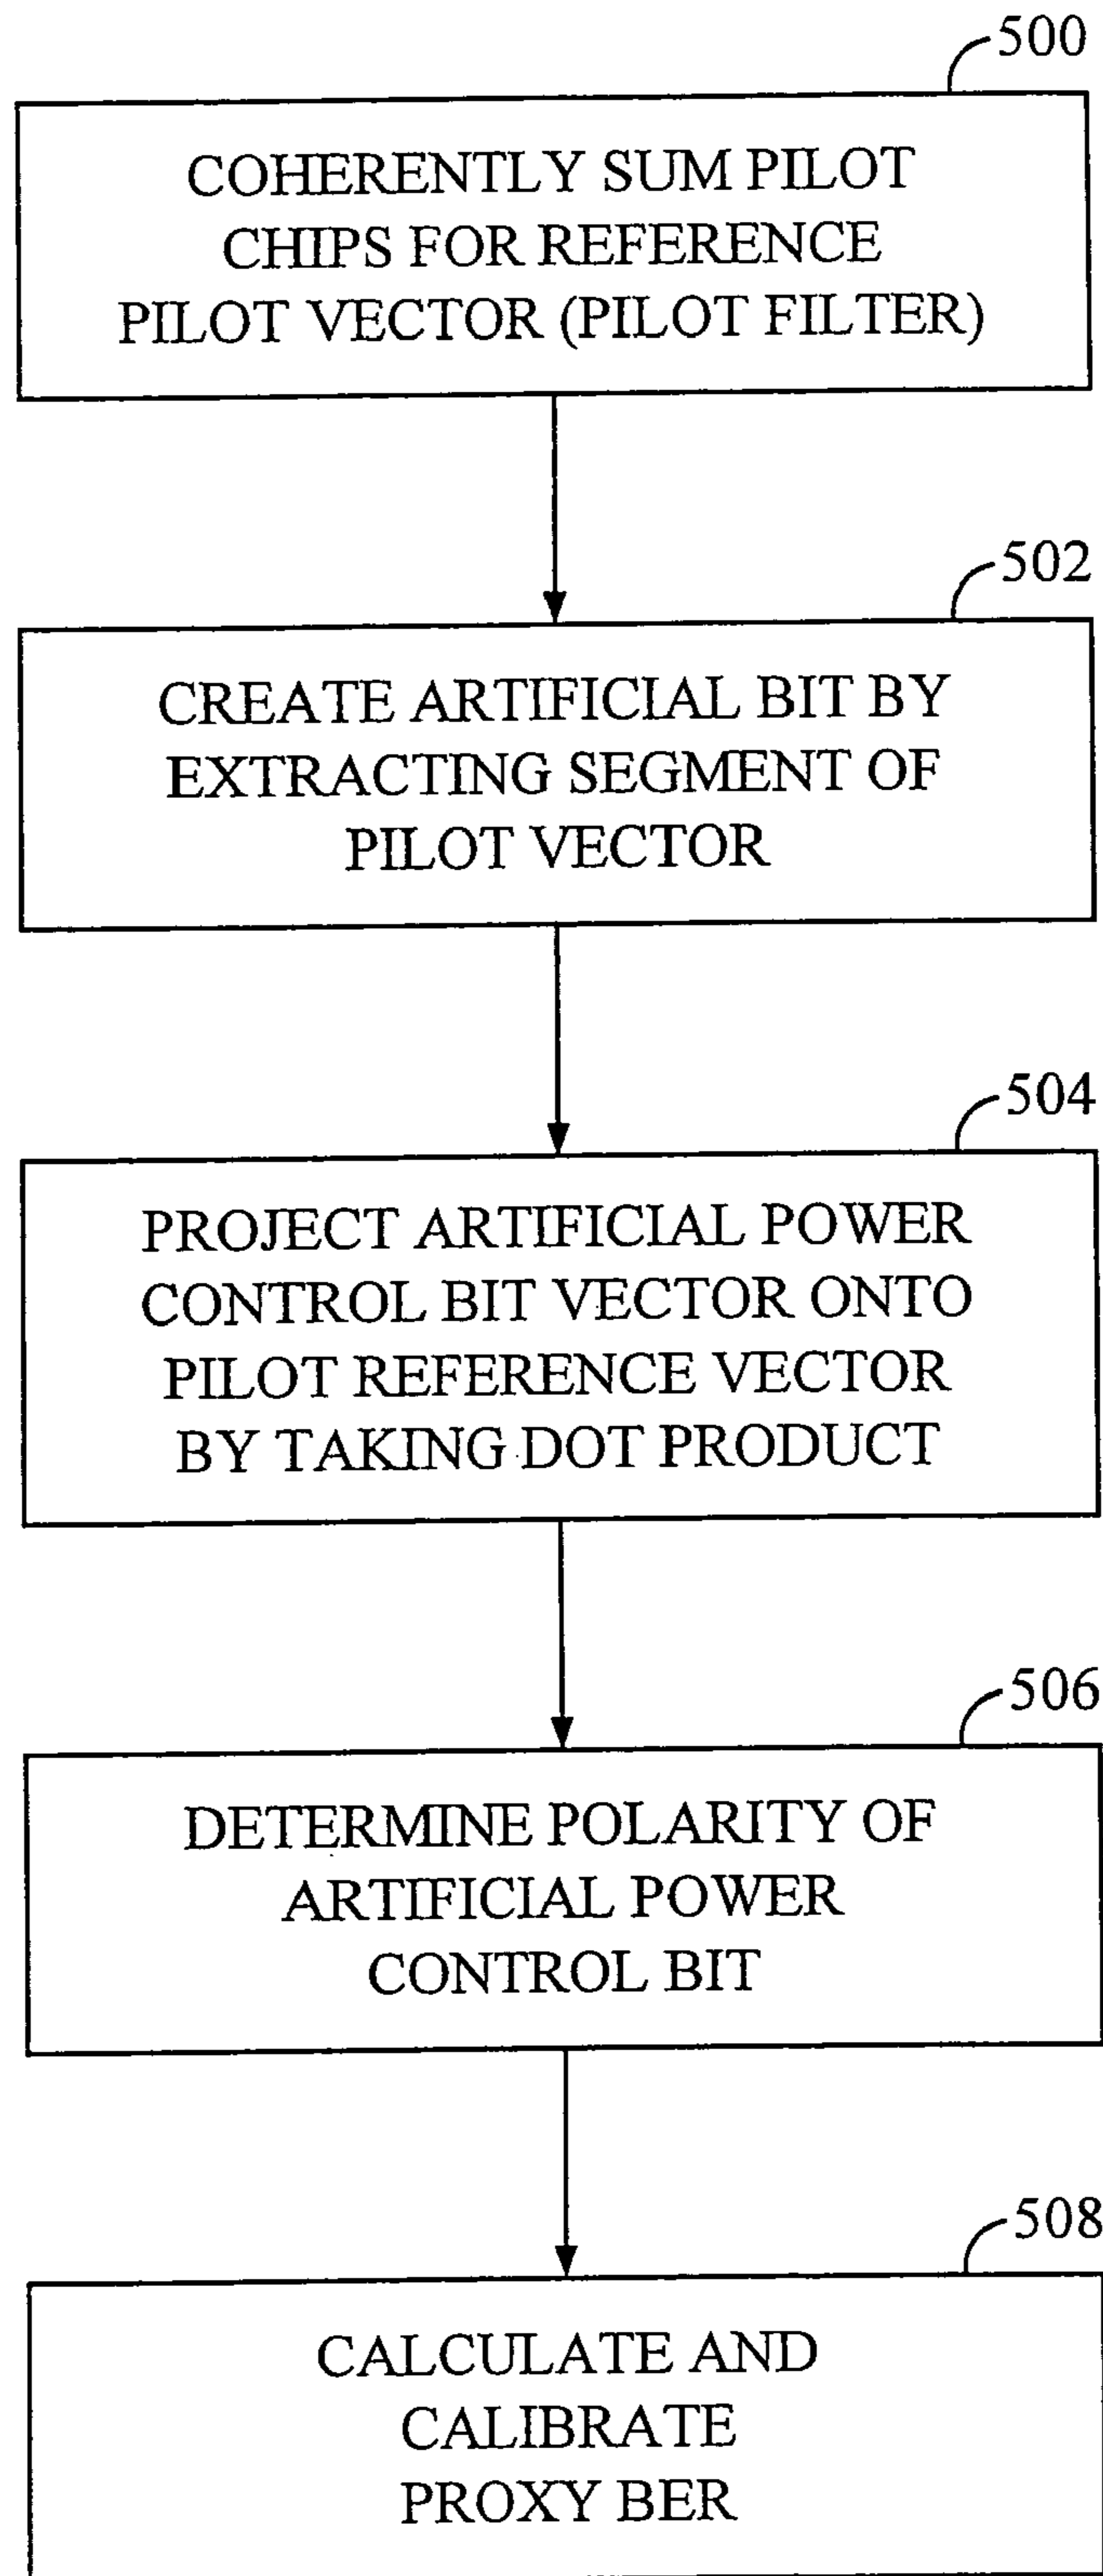 500
COHERENTLY SUM PILOT
CHIPS FOR REFERENCE
PILOT VECTOR (PILOT FILTER)
502
CREATE ARTIFICIAL BIT BY
EXTRACTING SEGMENT OF
PILOT VECTOR
504
PROJECT ARTIFICIAL POWER
CONTROL BIT VECTOR ONTO
PILOT REFERENCE VECTOR
BY TAKING DOT PRODUCT
506
DETERMINE POLARITY OF
ARTIFICIAL POWER
CONTROL BIT
508
CALCULATE AND
CALIBRATE
PROXY BER